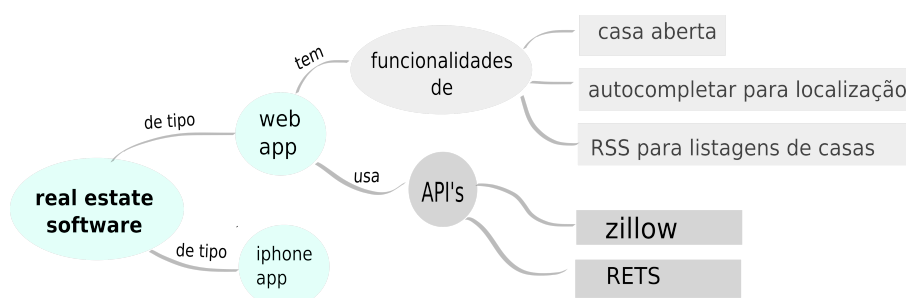 casa aberta
tem
funcionalidades
de
autocompletar para localização
de tipo
web
app
RSS para listagens de casas
usa
API's
real estate
software
zillow
de tipo
iphone
app
RETS